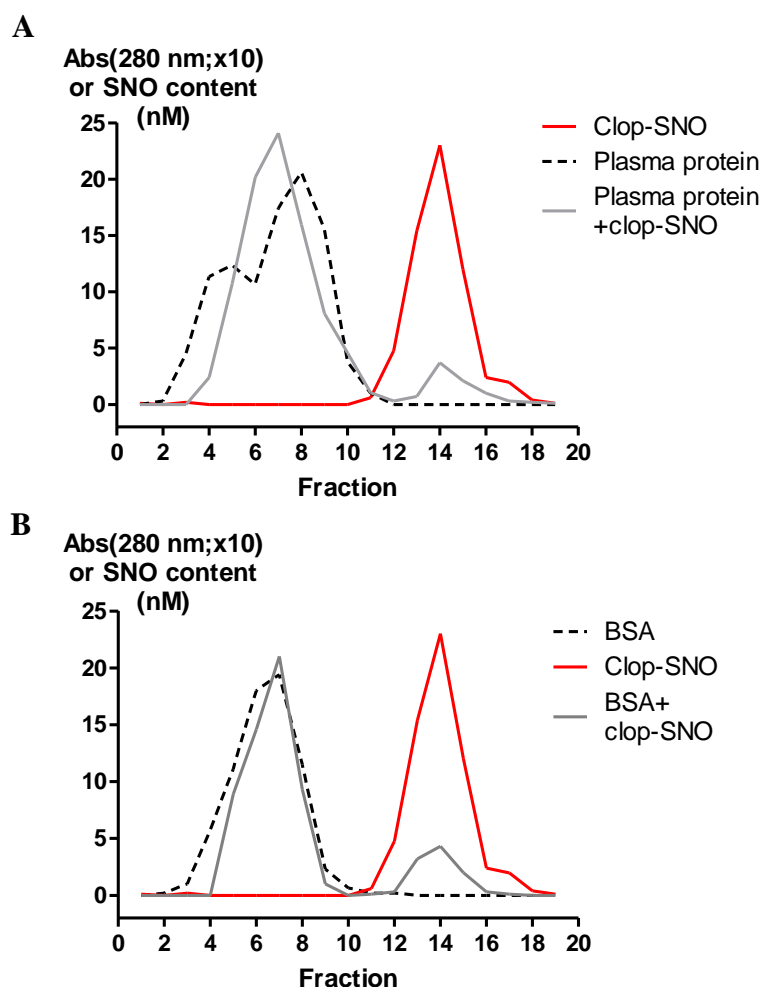 A
Abs(280 nm;x10)
or SNO content
(nM)
25
20
15
10
5
0
0 2 4 6 8 10 12 14 16 18 20
Fraction
Clop-SNO
Plasma protein
Plasma protein
+clop-SNO
B
Abs(280 nm;x10)
or SNO content
(nM)
25
20
15
10
5
0
0 2 4 6 8 10 12 14 16 18 20
Fraction
BSA
Clop-SNO
BSA+
clop-SNO